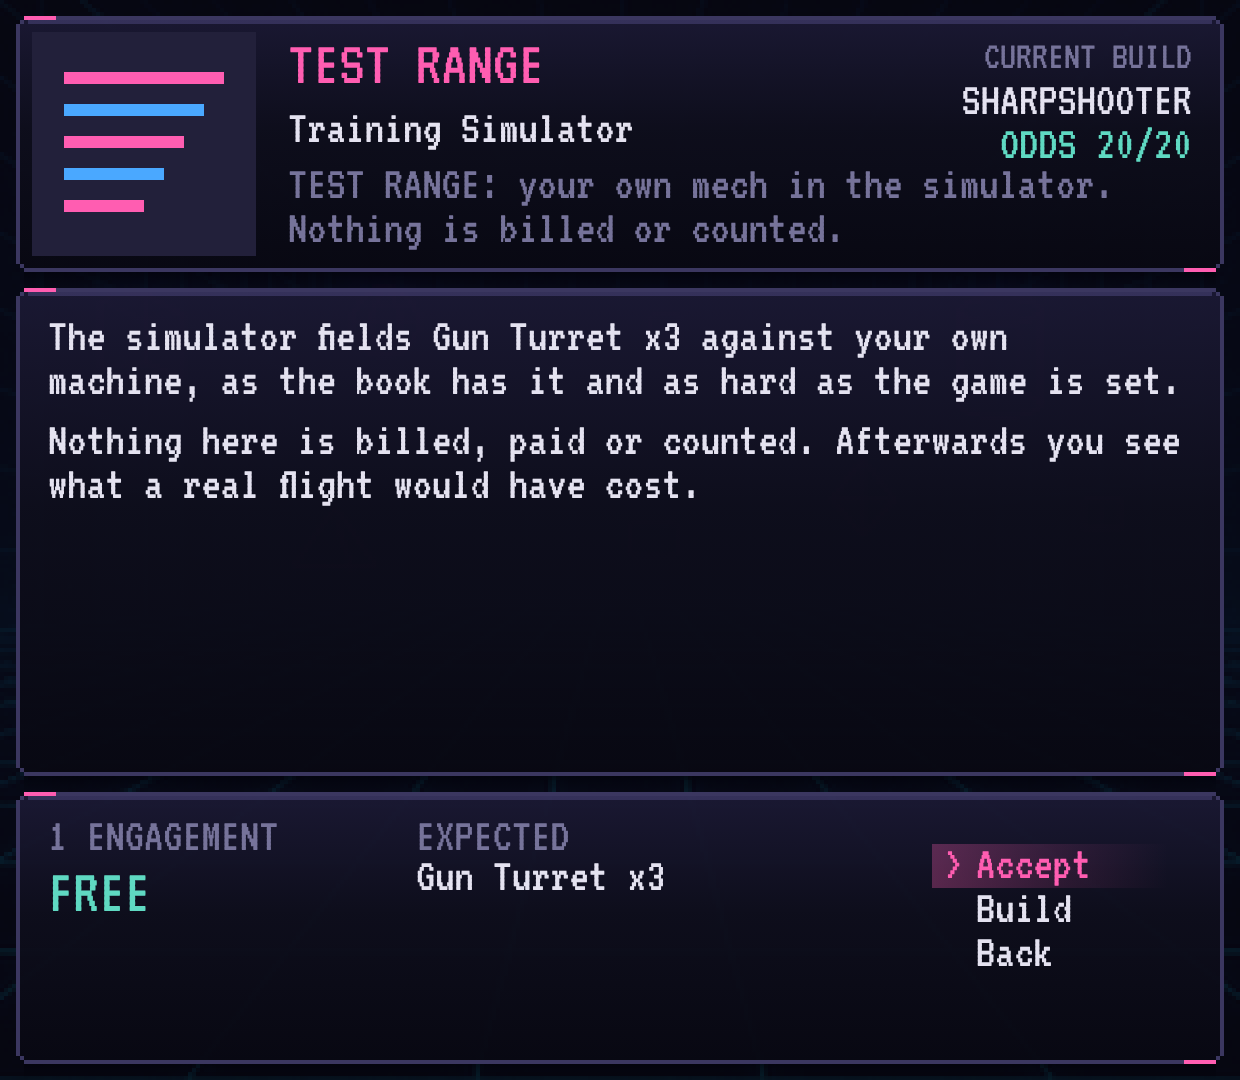 TEST RANGE
Training Simulator
TEST RANGE: your own mech in the simulator.
Nothing is billed or counted.
CURRENT BUILD
SHARPSHOOTER
ODDS 20/20
The simulator fields Gun Turret x3 against your own
machine, as the book has it and as hard as the game is set.
Nothing here is billed, paid or counted. Afterwards you see
what a real flight would have cost.
1 ENGAGEMENT
FREE
EXPECTED
Gun Turret x3
> Accept
Build
Back